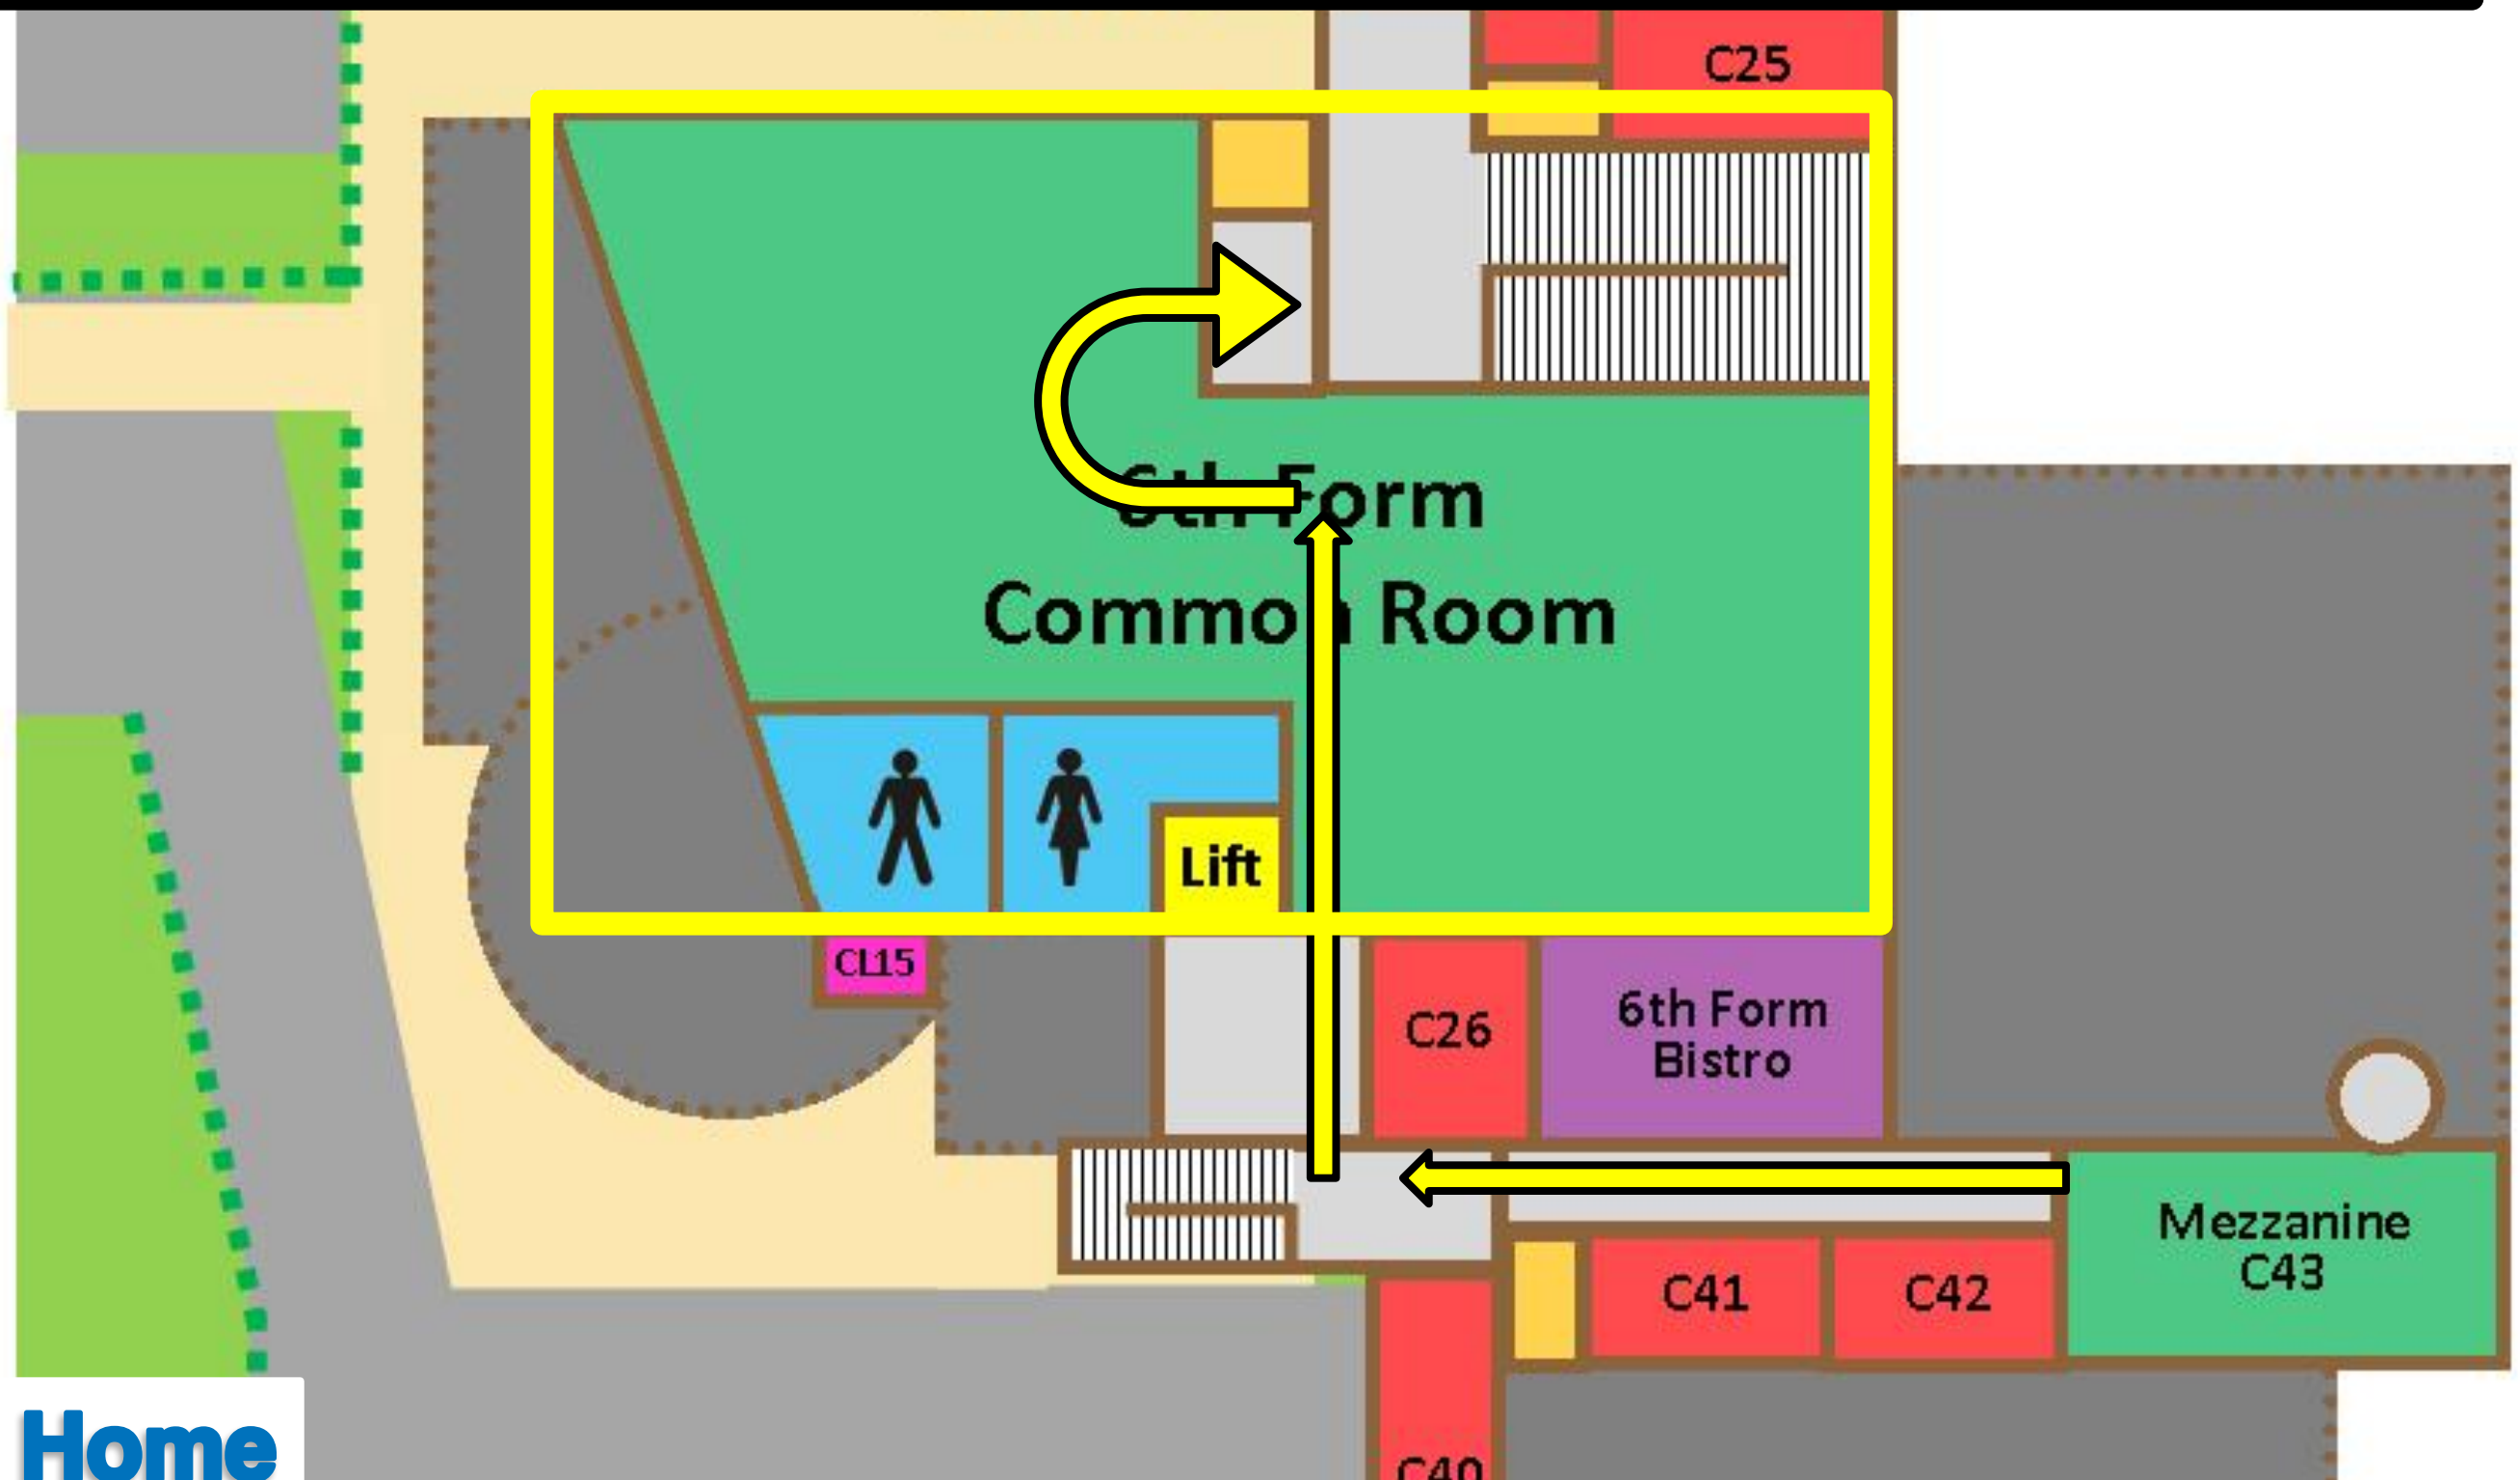 C25
6th Form
Common Room
Lift
CL15
C26
6th Form
Bistro
Mezzanine
C43
C41
C42
C40
Home